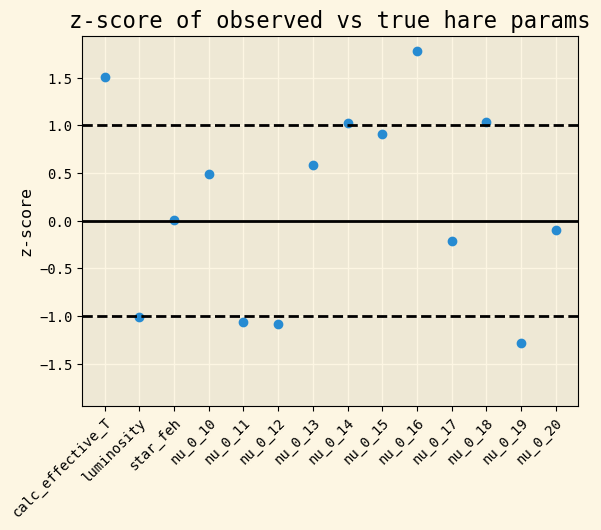 z-score of observed vs true hare params
z-score
1.5
1.0
0.5
0.0
−0.5
−1.0
−1.5
calc_effective_T
luminosity
star_feh
nu_0_10
nu_0_11
nu_0_12
nu_0_13
nu_0_14
nu_0_15
nu_0_16
nu_0_17
nu_0_18
nu_0_19
nu_0_20